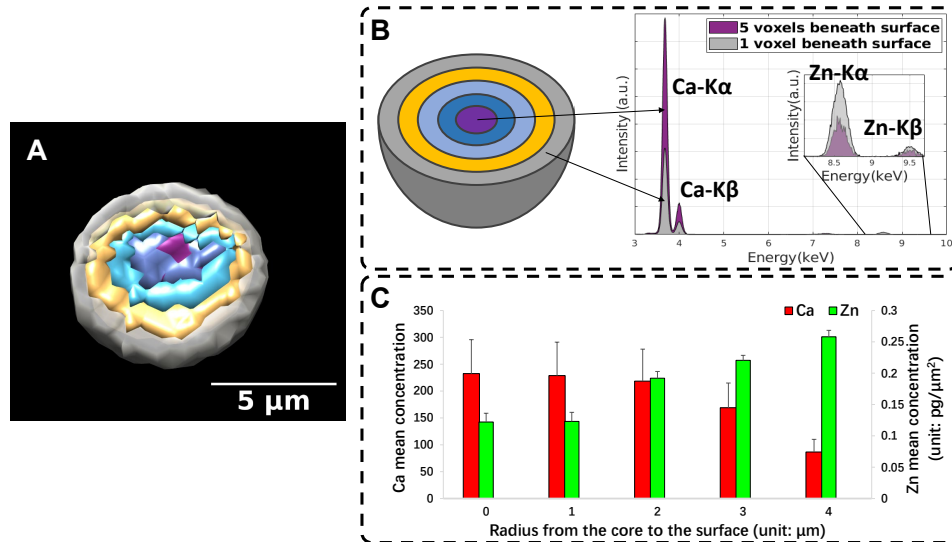 A
5 μm
B
5 voxels beneath surface
1 voxel beneath surface
Ca-Kα
Ca-Kβ
Zn-Kα
Zn-Kβ
Intensity(a.u.)
8.5 9 9.5
Energy(keV)
Intensity(a.u.)
3 4 5 6 7 8 9 10
Energy(keV)
C
Ca Zn
350
300
250
200
150
100
50
0
Ca mean concentration
0.3
0.25
0.2
0.15
0.1
0.05
0
Zn mean concentration
(unit: pg/μm²)
0 1 2 3 4
Radius from the core to the surface (unit: μm)